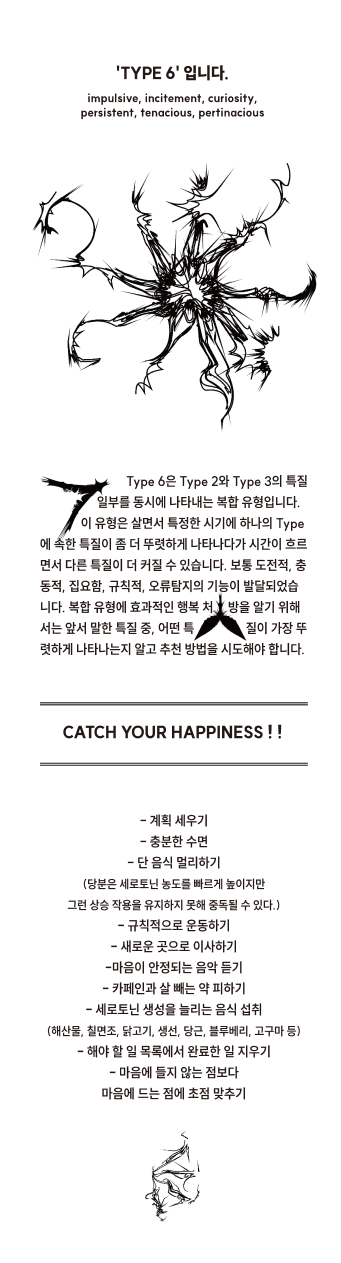 'TYPE 6' 입니다.
impulsive, incitement, curiosity,
persistent, tenacious, pertinacious
Type 6은 Type 2와 Type 3의 특질
일부를 동시에 나타내는 복합 유형입니다.
이 유형은 살면서 특정한 시기에 하나의 Type
에 속한 특질이 좀 더 뚜렷하게 나타나다가 시간이 흐르
면서 다른 특질이 더 커질 수 있습니다. 보통 도전적, 충
동적, 집요함, 규칙적, 오류탐지의 기능이 발달되었습
니다. 복합 유형에 효과적인 행복 처방을 알기 위해
서는 앞서 말한 특질 중, 어떤 특질이 가장 뚜
렷하게 나타나는지 알고 추천 방법을 시도해야 합니다.
CATCH YOUR HAPPINESS ! !
- 계획 세우기
- 충분한 수면
- 단 음식 멀리하기
(당분은 세로토닌 농도를 빠르게 높이지만
그런 상승 작용을 유지하지 못해 중독될 수 있다.)
- 규칙적으로 운동하기
- 새로운 곳으로 이사하기
-마음이 안정되는 음악 듣기
- 카페인과 살 빼는 약 피하기
- 세로토닌 생성을 늘리는 음식 섭취
(해산물, 칠면조, 닭고기, 생선, 당근, 블루베리, 고구마 등)
- 해야 할 일 목록에서 완료한 일 지우기
- 마음에 들지 않는 점보다
마음에 드는 점에 초점 맞추기